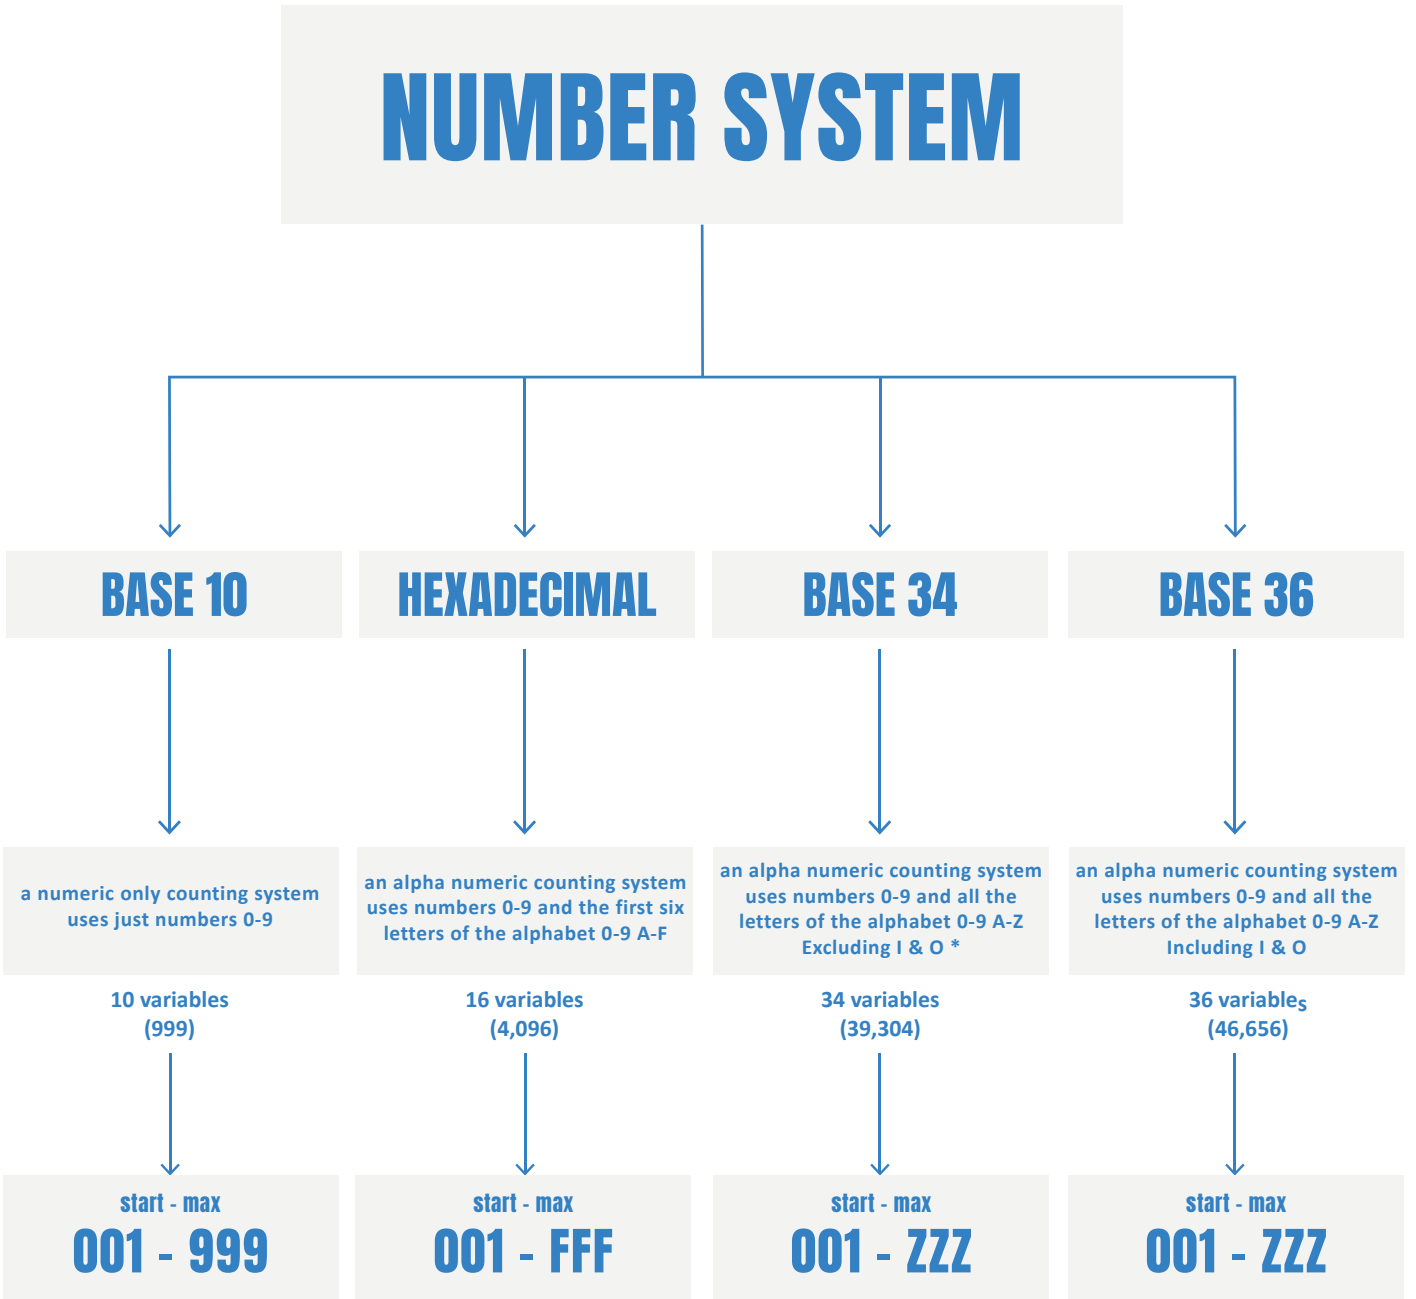 NUMBER SYSTEM
BASE 10
HEXADECIMAL
BASE 34
BASE 36
a numeric only counting system
uses just numbers 0-9
an alpha numeric counting system
uses numbers 0-9 and the first six
letters of the alphabet 0-9 A-F
an alpha numeric counting system
uses numbers 0-9 and all the
letters of the alphabet 0-9 A-Z
Excluding I & O *
an alpha numeric counting system
uses numbers 0-9 and all the
letters of the alphabet 0-9 A-Z
Including I & O
10 variables
(999)
16 variables
(4,096)
34 variables
(39,304)
36 variables
(46,656)
start - max
001 - 999
start - max
001 - FFF
start - max
001 - ZZZ
start - max
001 - ZZZ